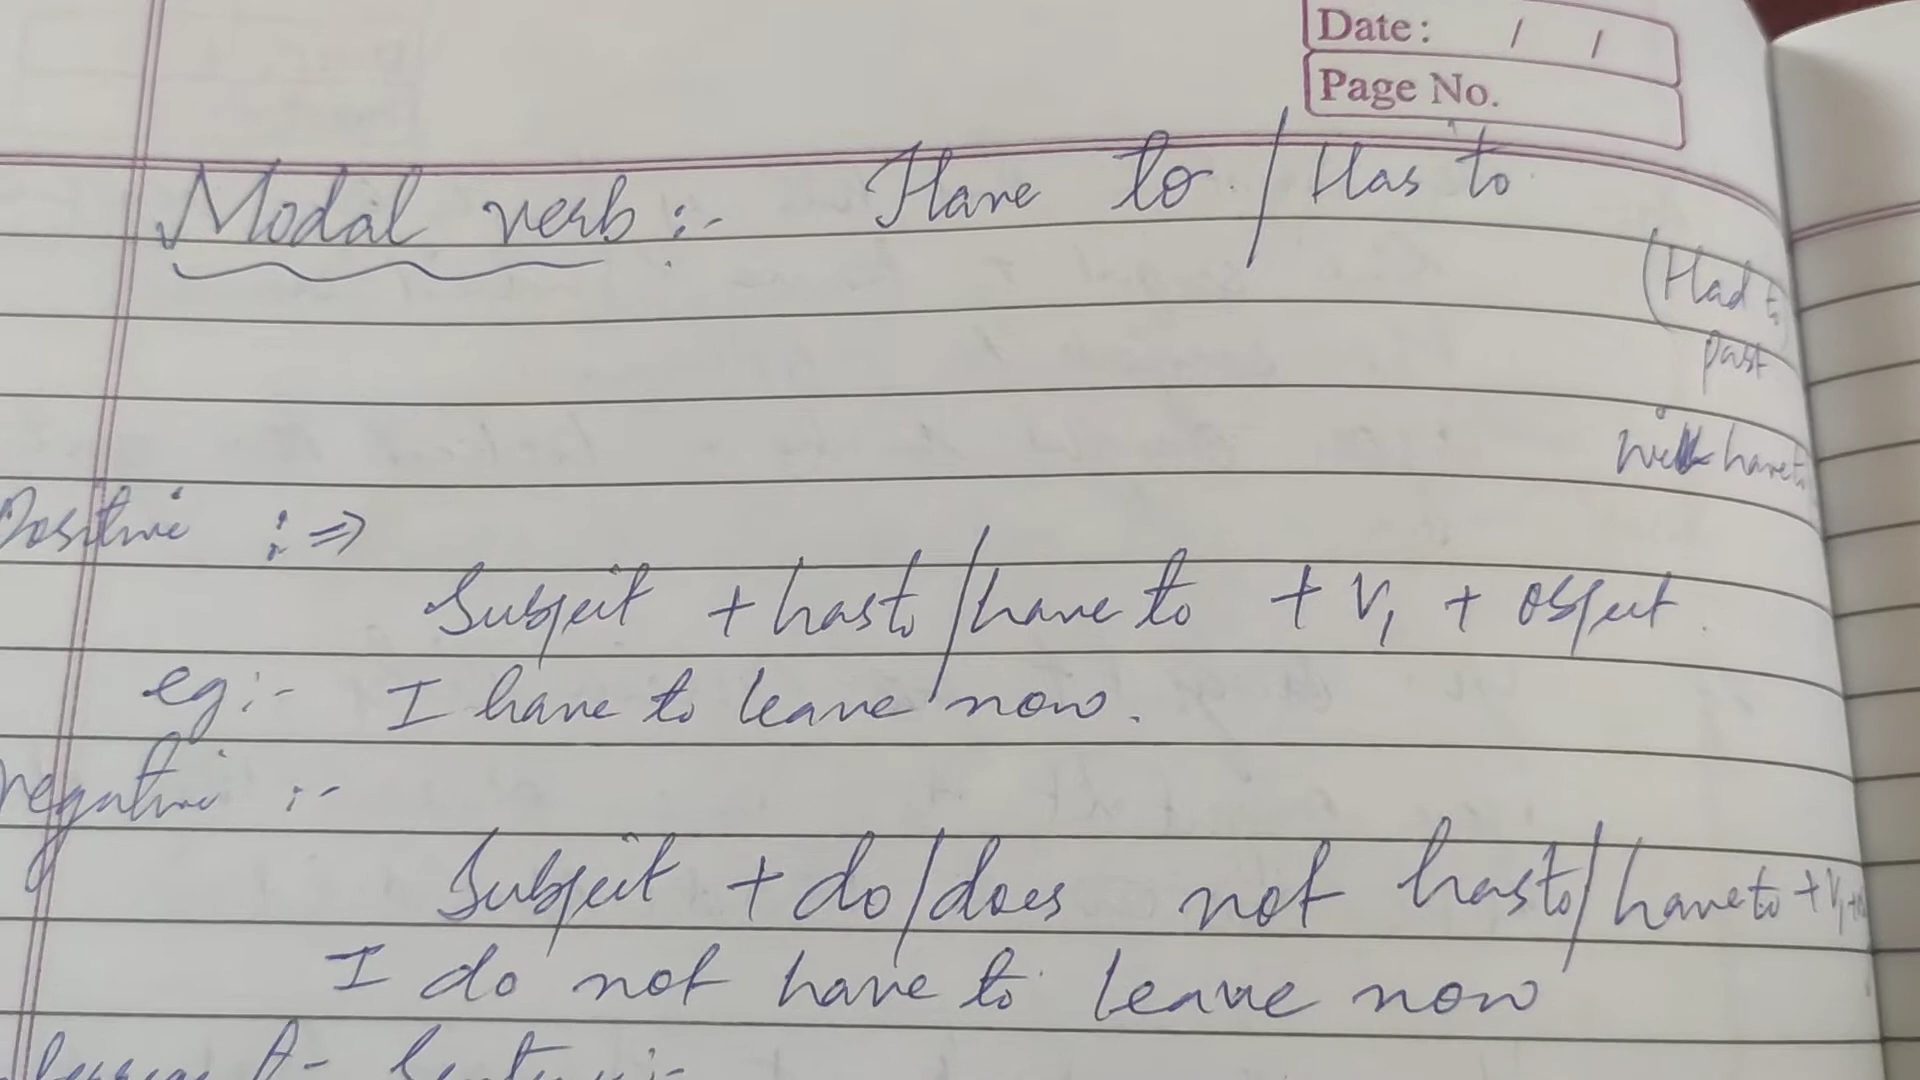 Date: / /
Page No.
Modal verb :- Have to / Has to
(Had to
past
will have to
Positive :⇒
Subject + has to / have to + V1 + object.
eg:- I have to leave now.
negative :-
Subject + do/does not has to/ have to + V1 +
I do not have to leave now